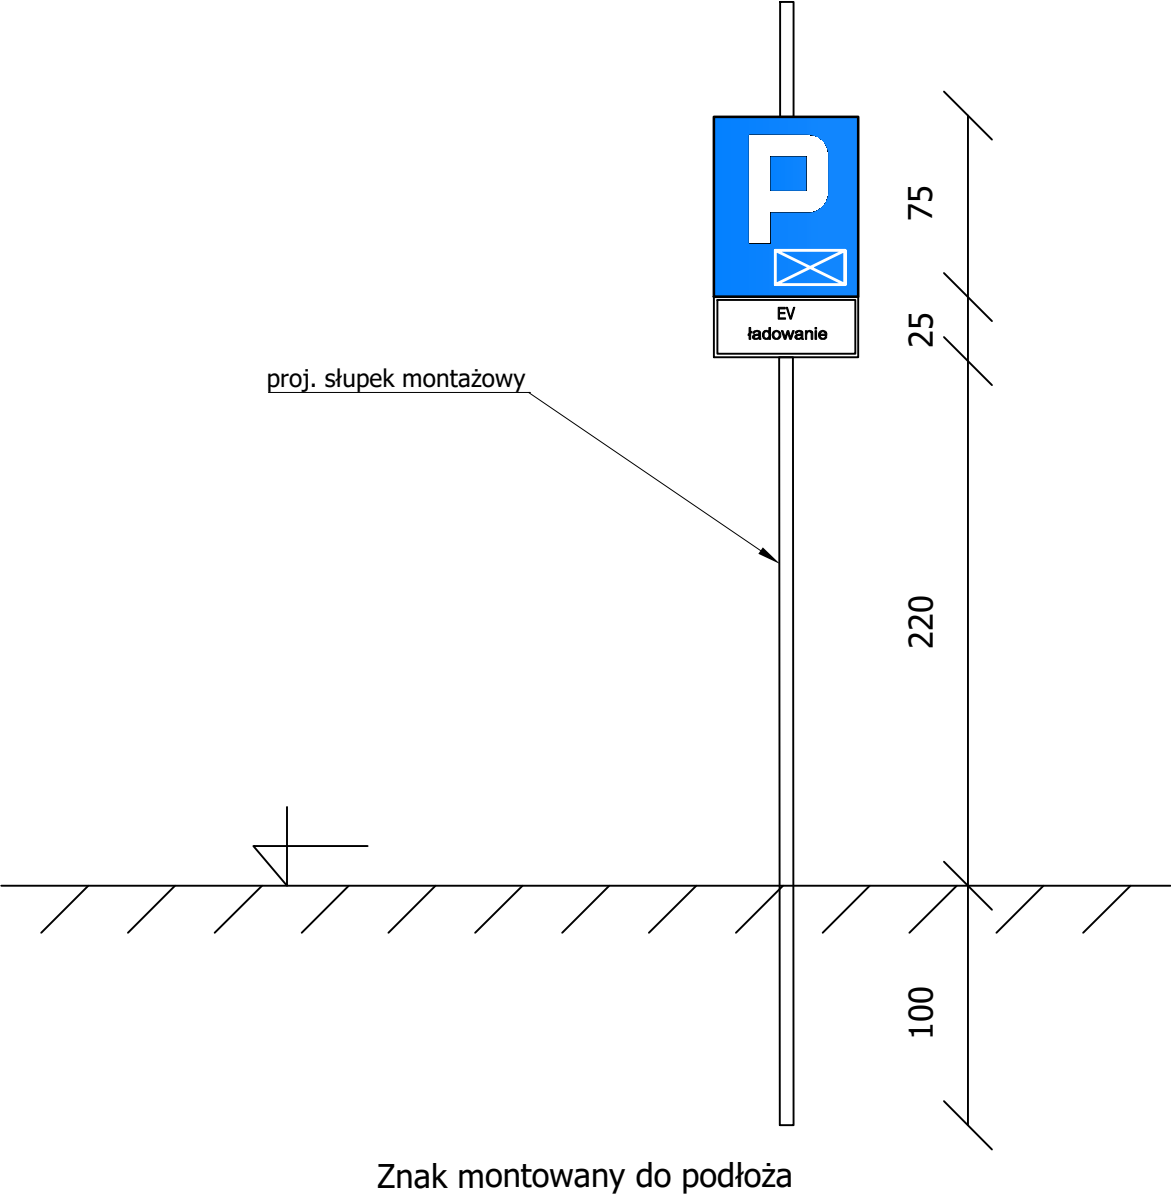 P
75
EV
ładowanie
25
proj. słupek montażowy
220
100
Znak montowany do podłoża